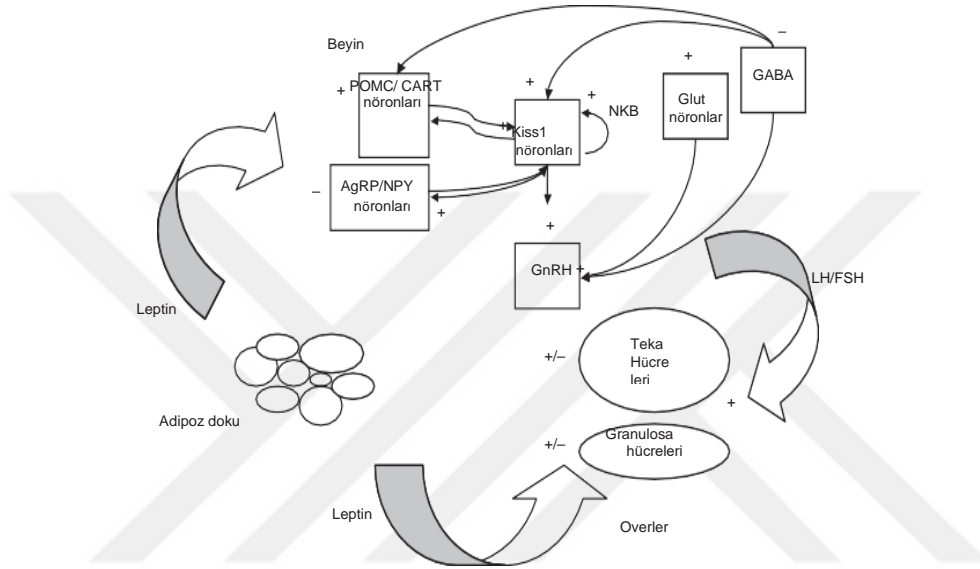 Beyin
–
+
GABA
+
POMC/ CART
nöronları
+
+
NKB
Glut
nöronlar
+
Kiss1
nöronları
–
AgRP/NPY
nöronları
+
+
GnRH
+
LH/FSH
Leptin
+/–
Teka
Hücre
leri
+
Adipoz doku
+/–
Granulosa
hücreleri
Leptin
Overler